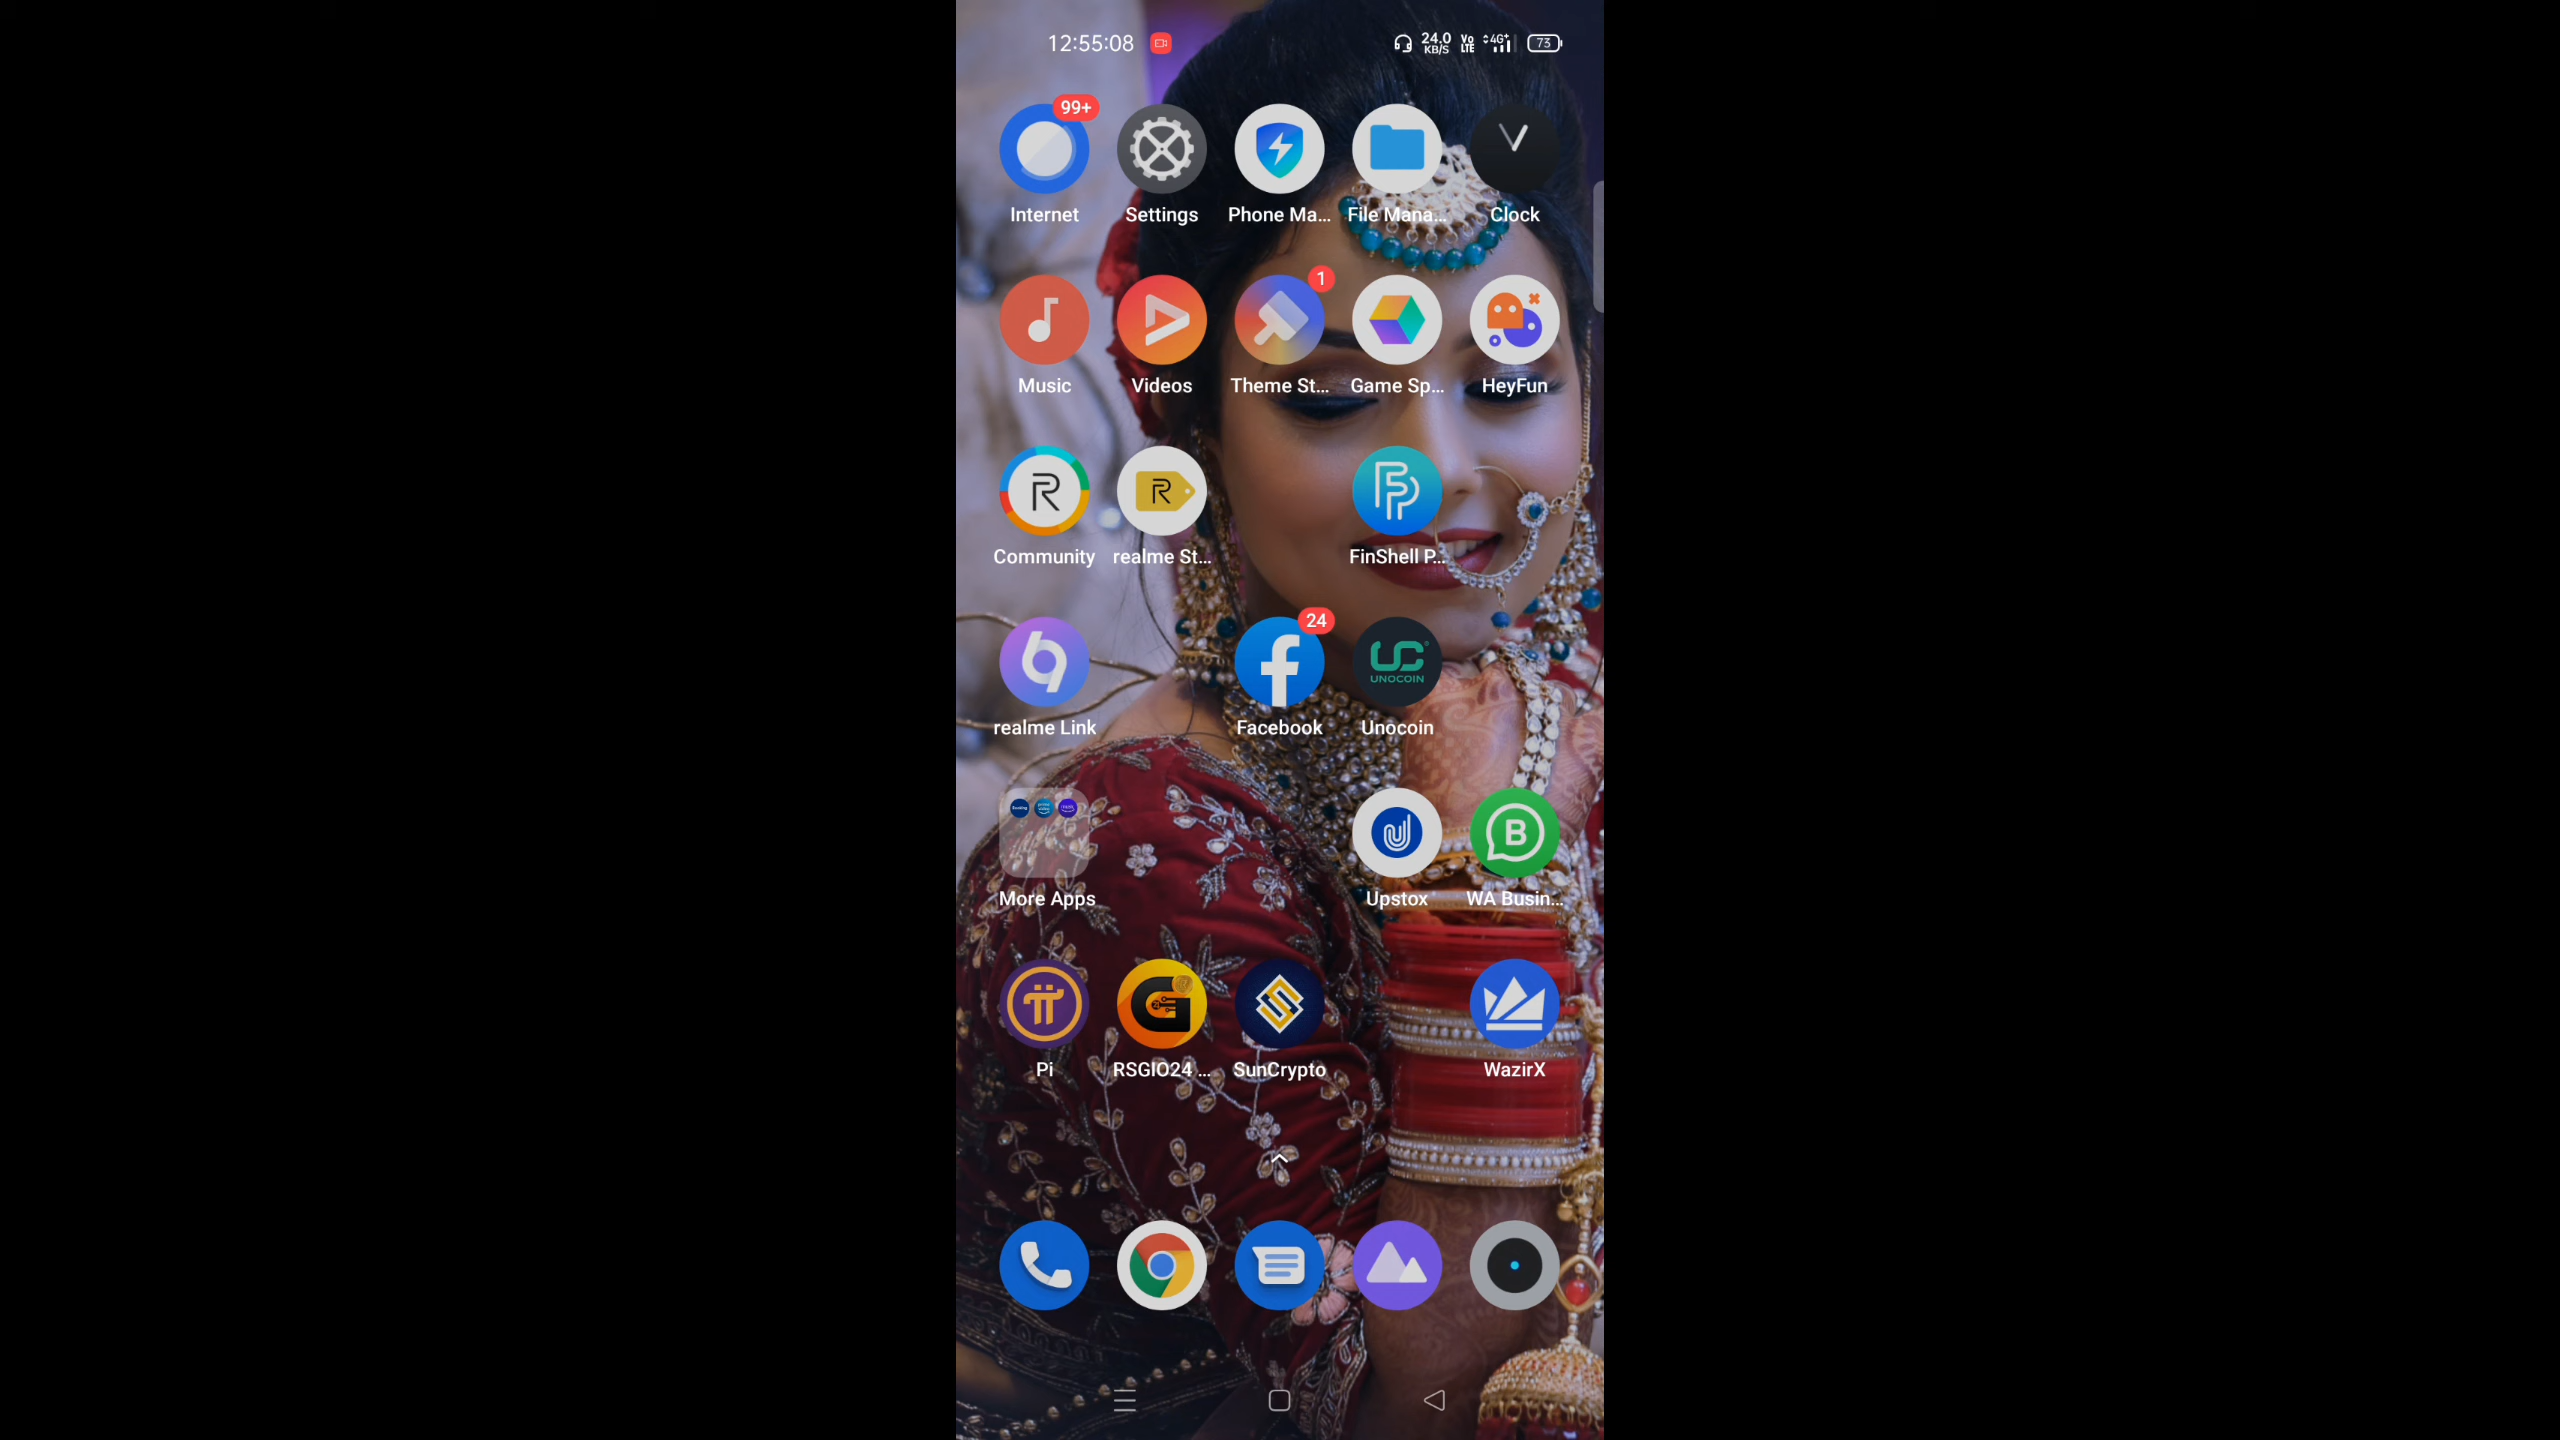 12:55:08
24.0 KB/S
Vo LTE
4G+
73
99+
Internet
Settings
Phone Ma...
File Mana...
Clock
1
Music
Videos
Theme St...
Game Sp...
HeyFun
R
R
Community
realme St...
FinShell P...
24
UNOCOIN
realme Link
Facebook
Unocoin
B
More Apps
Upstox
WA Busin...
Pi
RSGIO24 ...
SunCrypto
WazirX